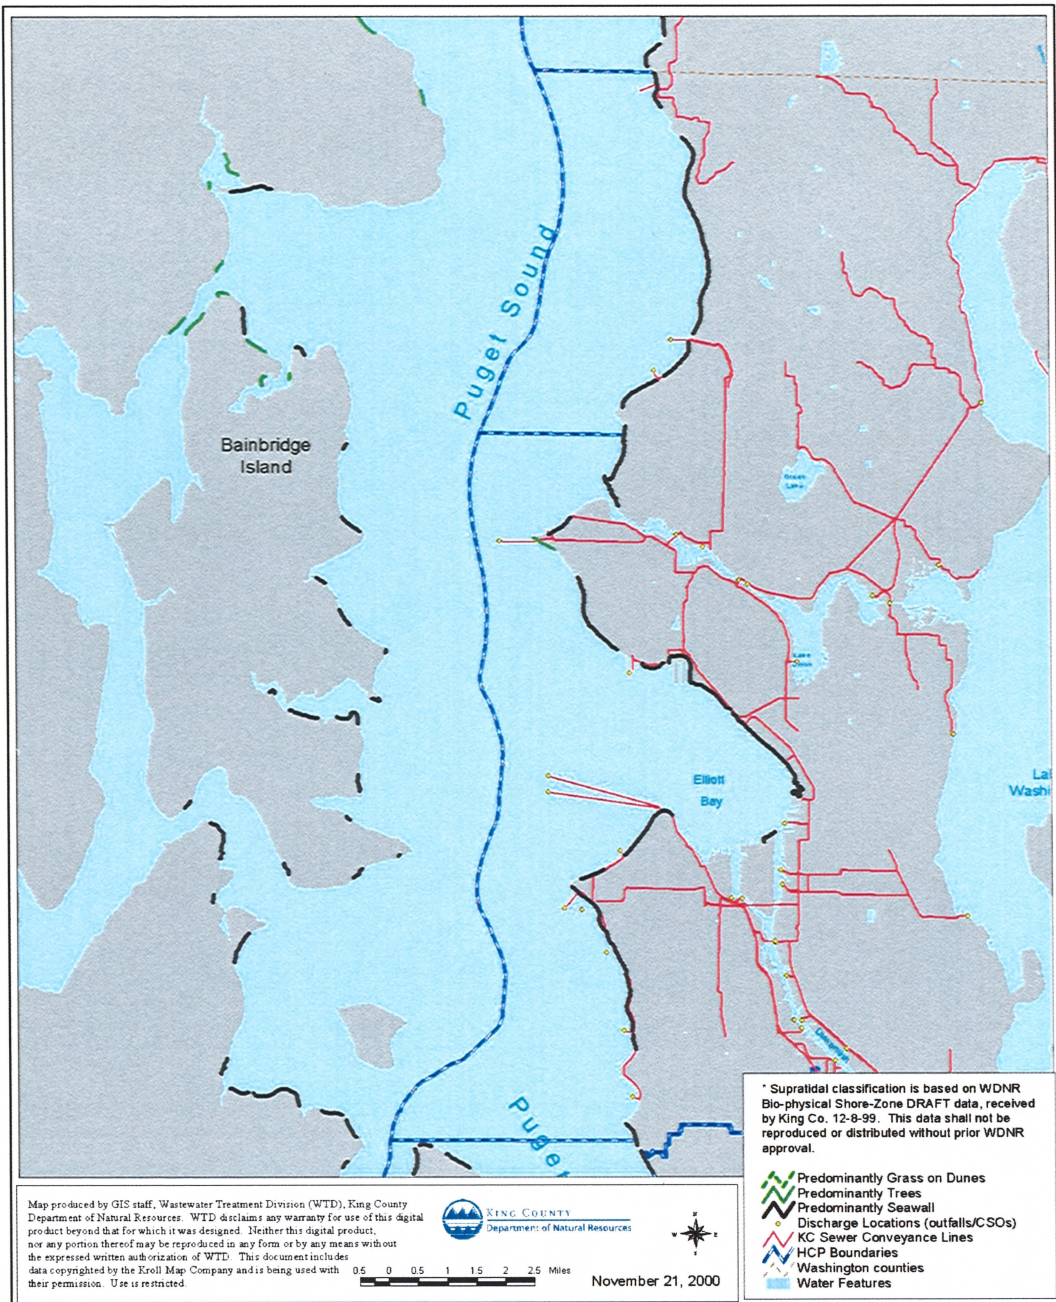 Puget Sound
Bainbridge
Island
Green
Lake
Lake
Union
Elliott
Bay
Lak
Washi
Duwamish
Puget
* Supratidal classification is based on WDNR
Bio-physical Shore-Zone DRAFT data, received
by King Co. 12-8-99. This data shall not be
reproduced or distributed without prior WDNR
approval.
Predominantly Grass on Dunes
Predominantly Trees
Predominantly Seawall
Discharge Locations (outfalls/CSOs)
KC Sewer Conveyance Lines
HCP Boundaries
Washington counties
Water Features
Map produced by GIS staff, Wastewater Treatment Division (WTD), King County
Department of Natural Resources. WTD disclaims any warranty for use of this digital
product beyond that for which it was designed. Neither this digital product,
nor any portion thereof may be reproduced in any form or by any means without
the expressed written authorization of WTD. This document includes
data copyrighted by the Kroll Map Company and is being used with
their permission. Use is restricted.
KING COUNTY
Department of Natural Resources
N
W E
S
0.5 0 0.5 1 1.5 2 2.5 Miles
November 21, 2000